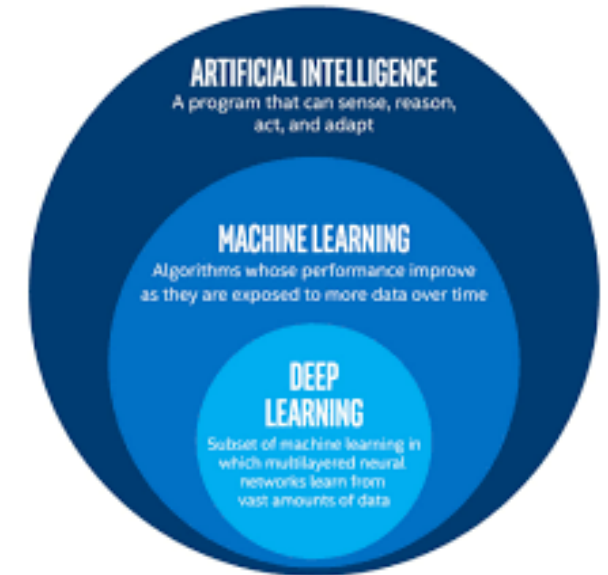 ARTIFICIAL INTELLIGENCE
A program that can sense, reason,
act, and adapt
MACHINE LEARNING
Algorithms whose performance improve
as they are exposed to more data over time
DEEP
LEARNING
Subset of machine learning in
which multilayered neural
networks learn from
vast amounts of data